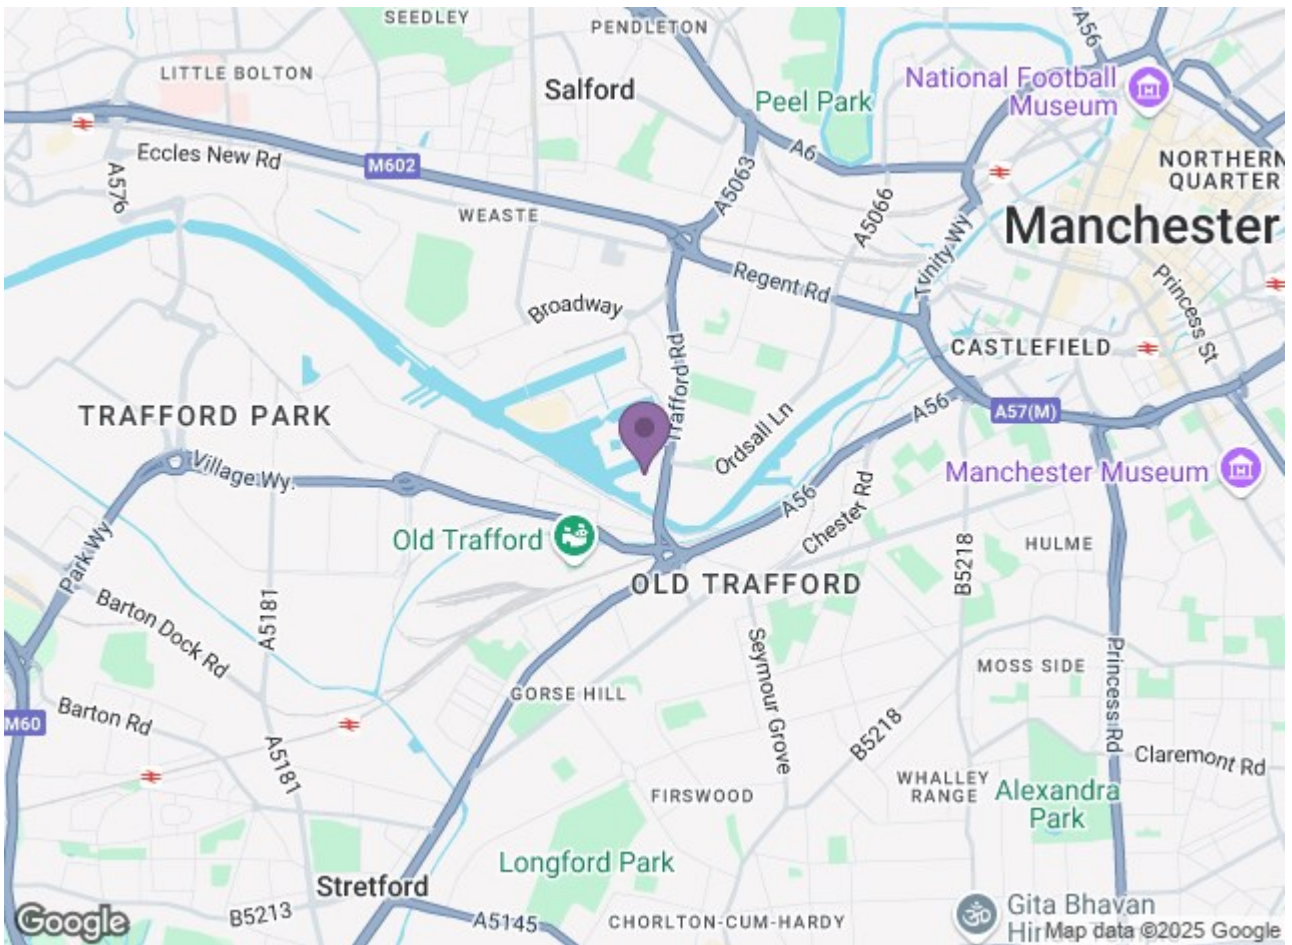 SEEDLEY
PENDLETON
A56
LITTLE BOLTON
Salford
Peel Park
National Football
Museum
Eccles New Rd
M602
A6
A576
A5063
NORTHERN
QUARTER
WEASTE
A5066
Manchester
Trinity Wy
Regent Rd
Princess St
Broadway
CASTLEFIELD
Trafford Rd
TRAFFORD PARK
A56
A57(M)
Ordsall Ln
Village Wy.
Manchester Museum
A56
Chester Rd
Park Wy
Old Trafford
B5218
HULME
OLD TRAFFORD
Barton Dock Rd
A5181
Seymour Grove
Princess Rd
MOSS SIDE
GORSE HILL
M60
Barton Rd
B5218
A5181
Claremont Rd
WHALLEY
RANGE
Alexandra
Park
FIRSWOOD
Longford Park
Stretford
B5213
A5145
CHORLTON-CUM-HARDY
Gita Bhavan
Google
Map data ©2025 Google